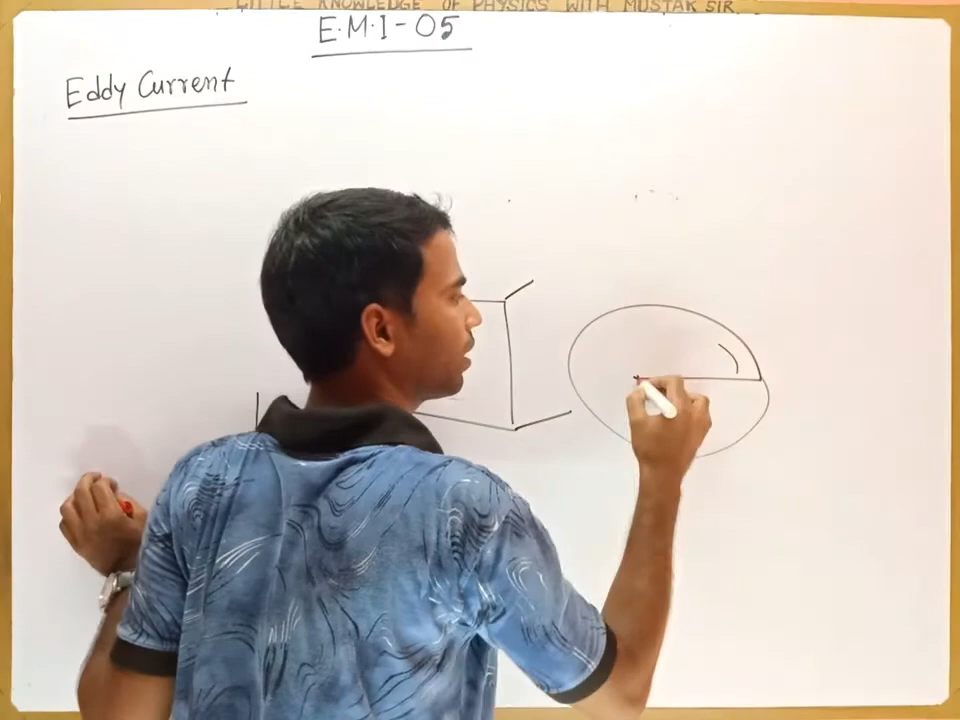 LITTLE KNOWLEDGE OF PHYSICS WITH MUSTAK SIR
E.M.I-05
Eddy Current